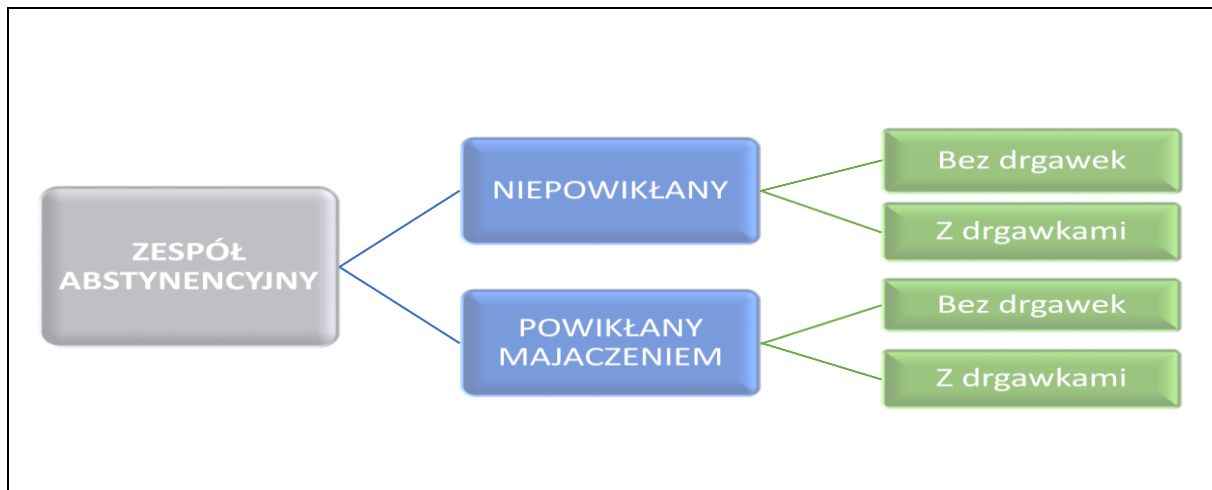 ZESPÓŁ
ABSTYNENCYJNY
NIEPOWIKŁANY
Bez drgawek
Z drgawkami
POWIKŁANY
MAJACZENIEM
Bez drgawek
Z drgawkami